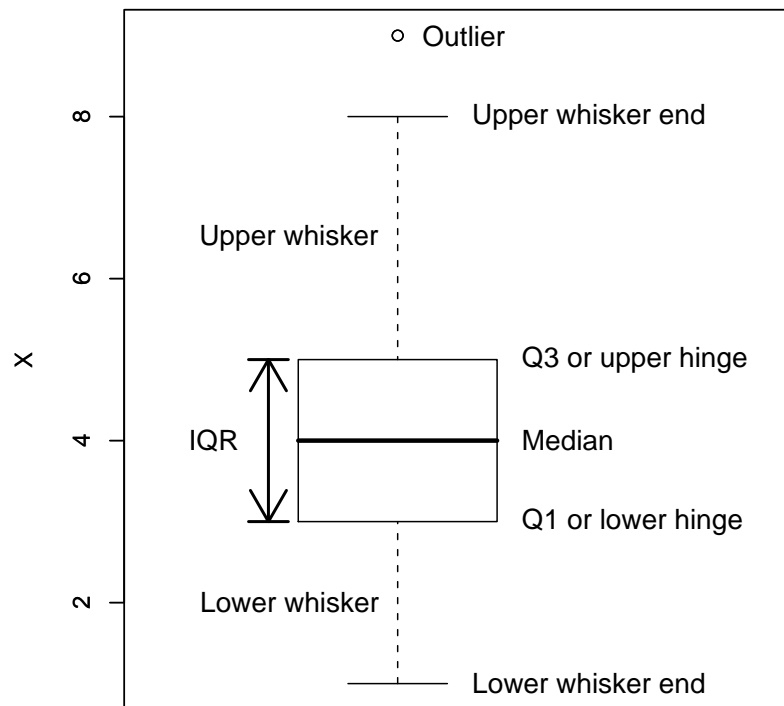 Outlier
8
Upper whisker end
Upper whisker
6
X
Q3 or upper hinge
4
IQR
Median
Q1 or lower hinge
2
Lower whisker
Lower whisker end